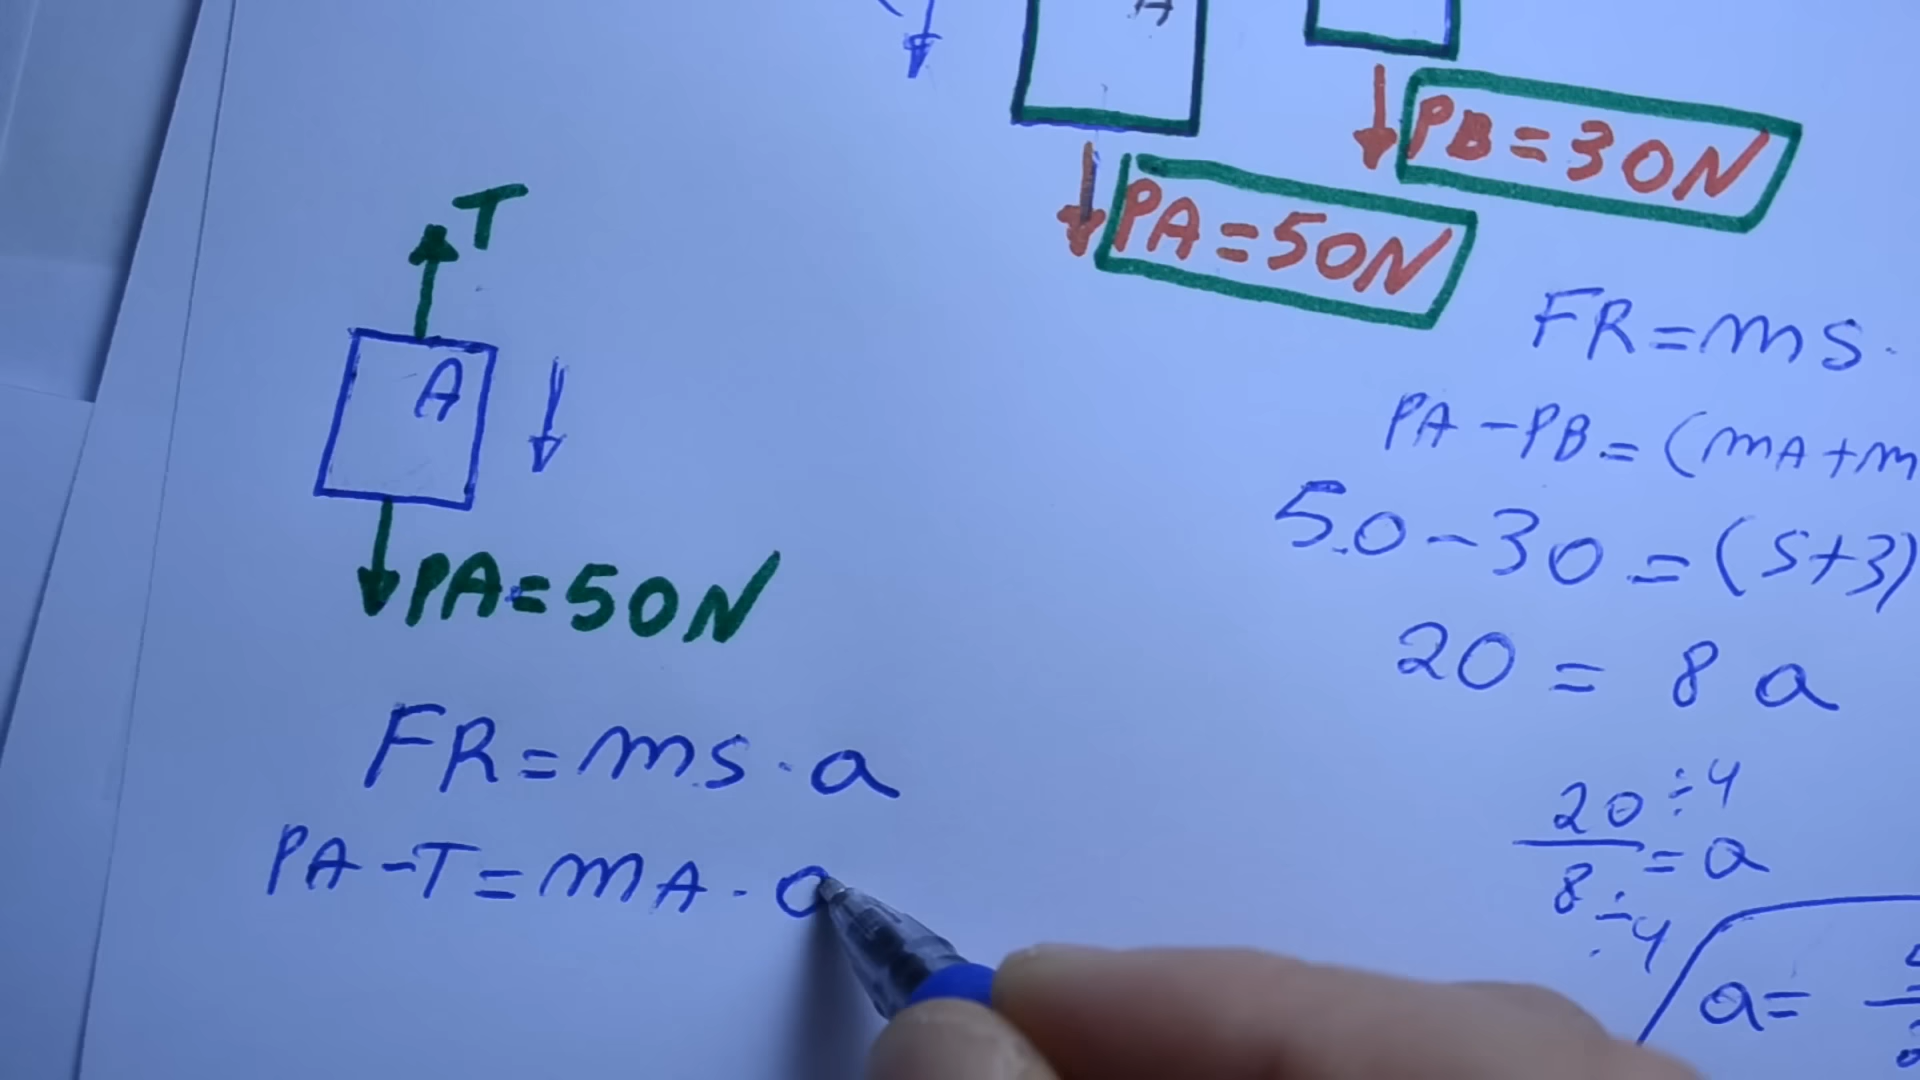 A
PB = 30N
PA = 50N
T
A
PA = 50N
FR = ms . a
PA - T = mA .
FR = ms .
PA - PB = (mA + m
50 - 30 = (5+3)
20 = 8 a
20 ÷4
8 ÷4
= a
a =